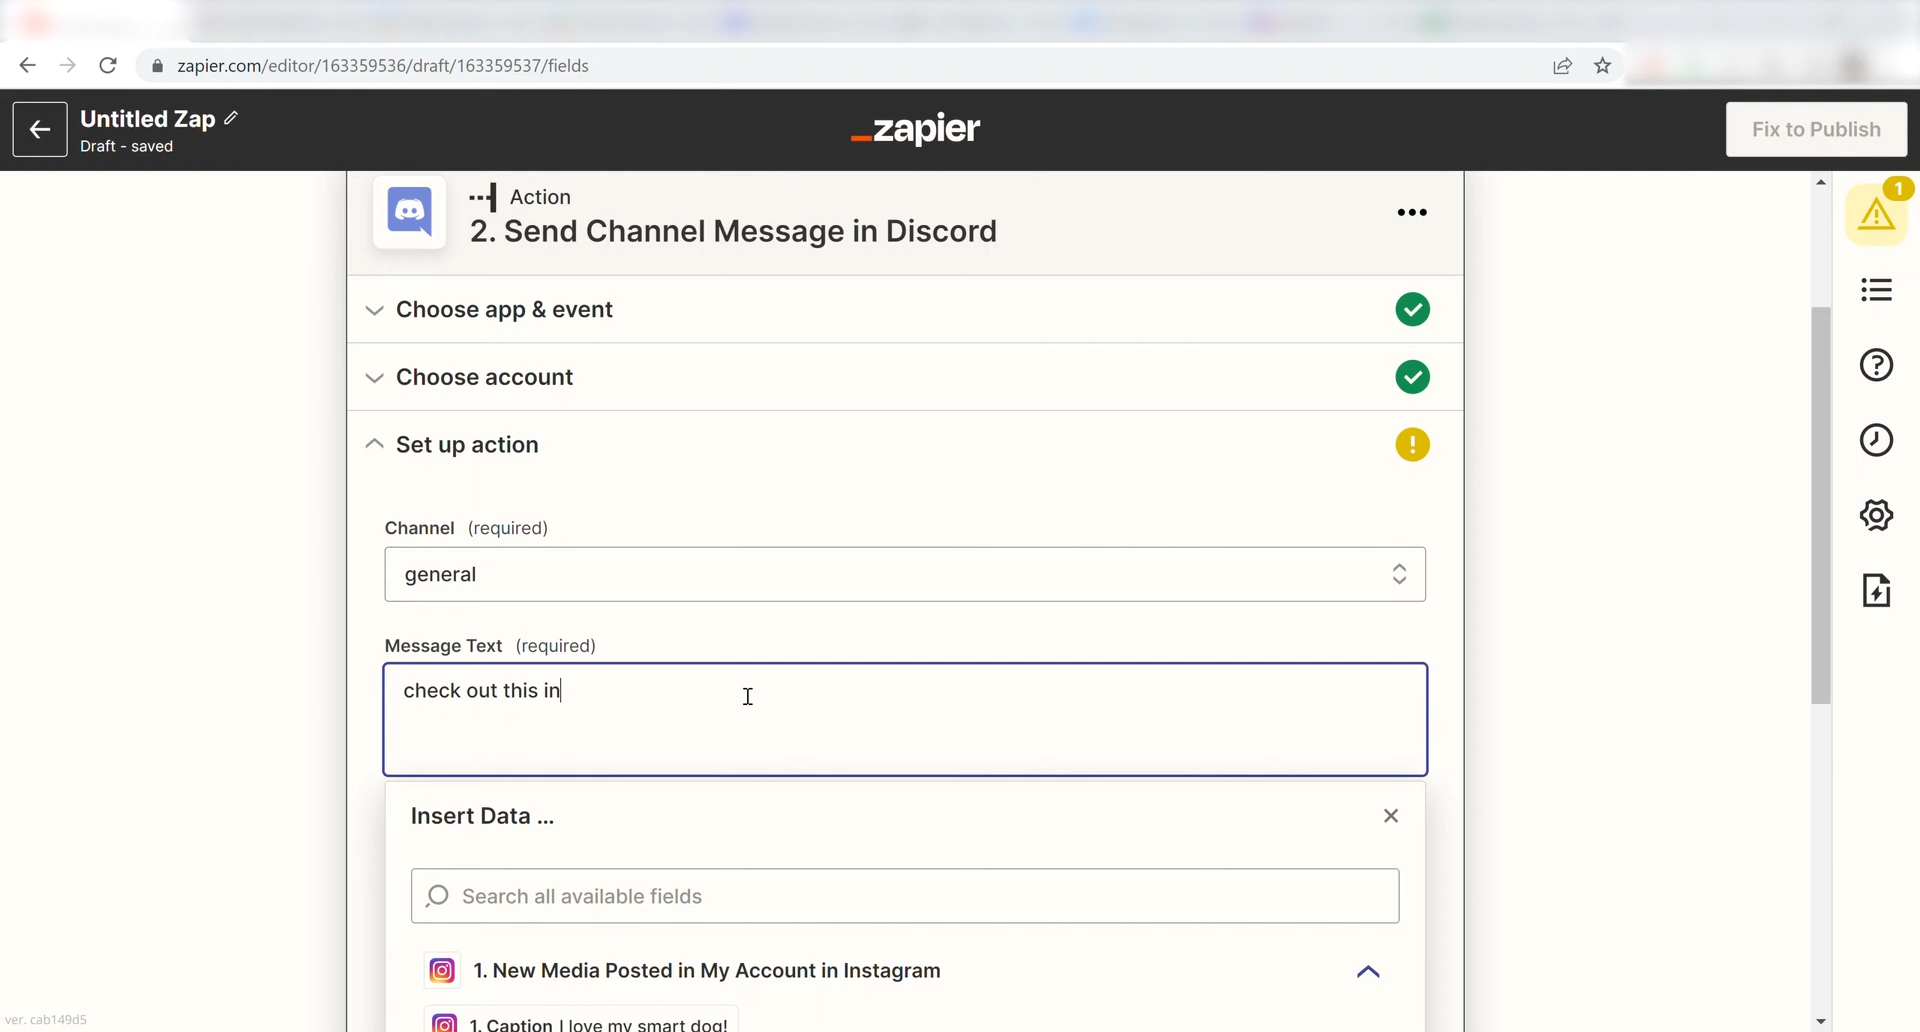 zapier.com/editor/163359536/draft/163359537/fields
Untitled Zap
Draft - saved
_zapier
Fix to Publish
1
Action
2. Send Channel Message in Discord
Choose app & event
Choose account
Set up action
Channel (required)
general
Message Text (required)
check out this in
Insert Data ...
Search all available fields
1. New Media Posted in My Account in Instagram
1. Caption I love my smart dog!
ver. cab149d5